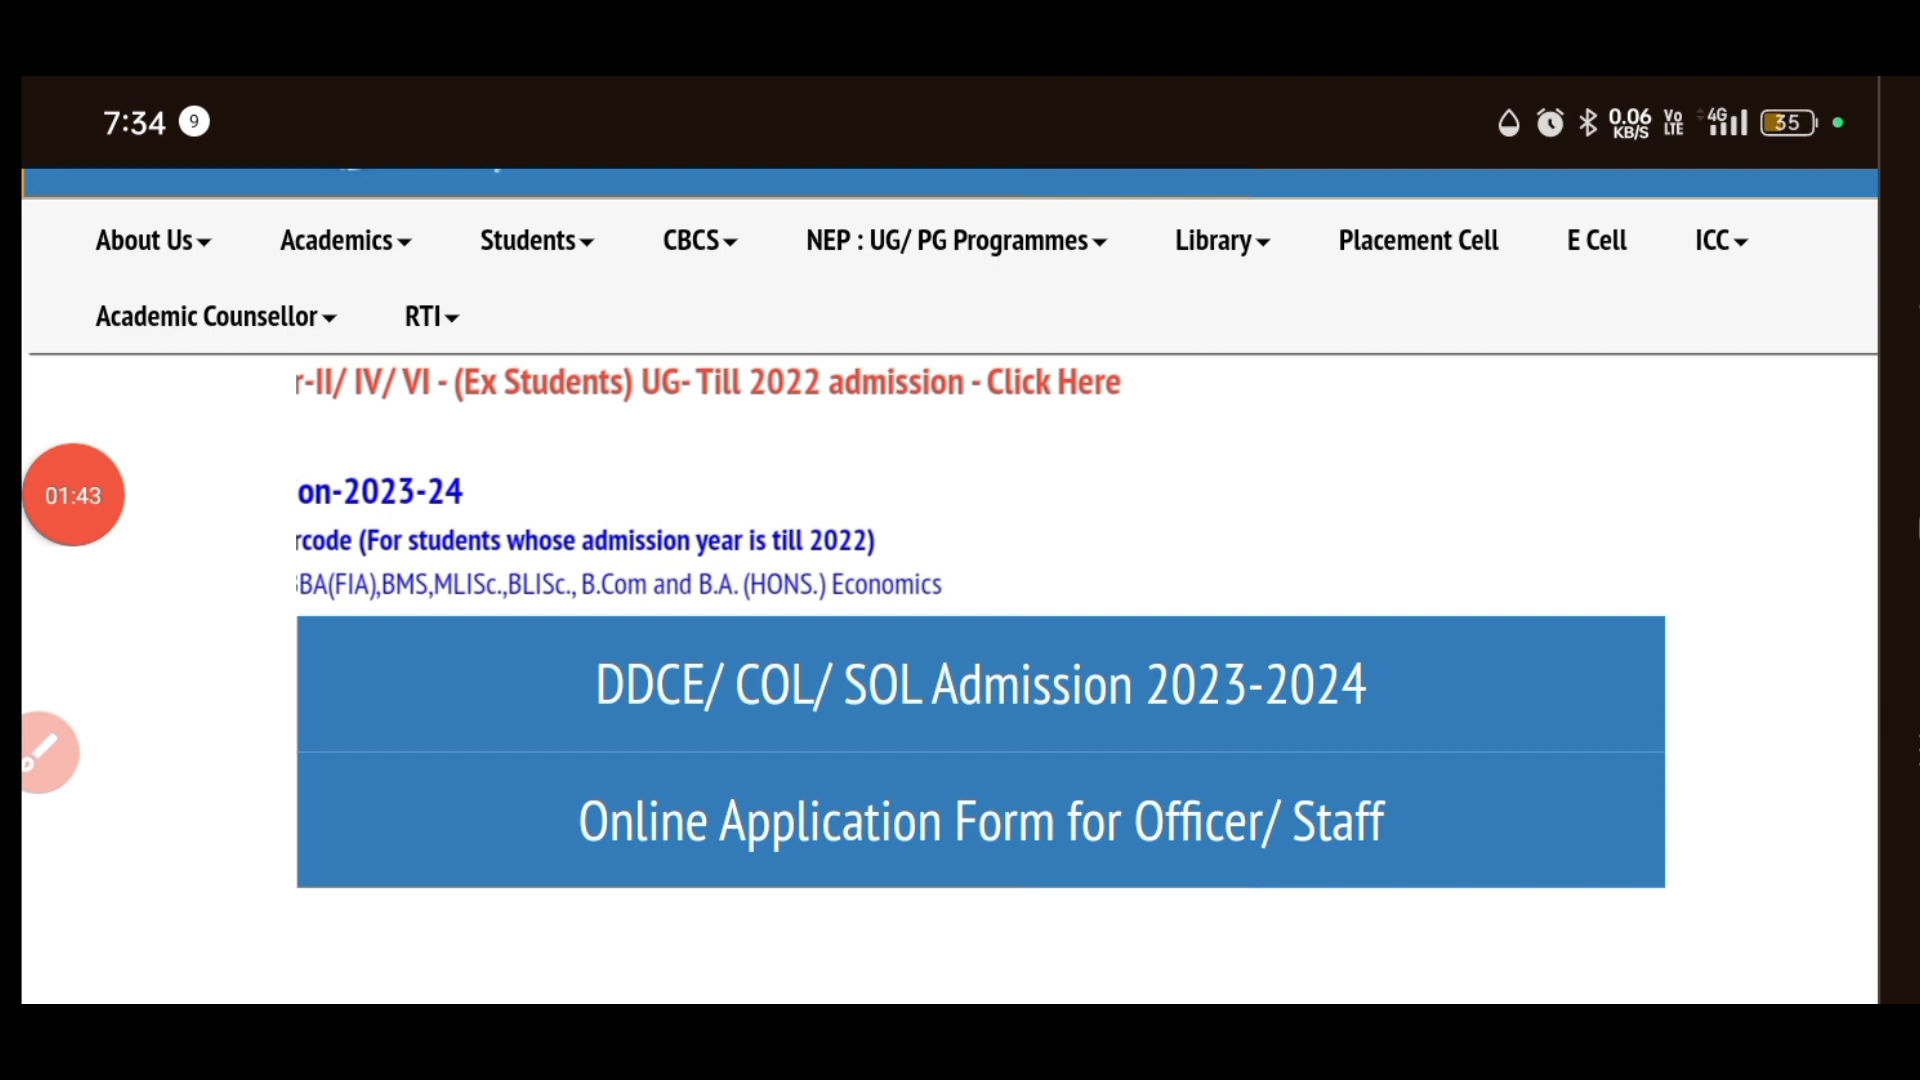 7:34 9 0.06 KB/S Vo LTE 4G 35
About Us Academics Students CBCS NEP : UG/ PG Programmes Library Placement Cell E Cell ICC
Academic Counsellor RTI
r-II/ IV/ VI - (Ex Students) UG- Till 2022 admission - Click Here
01:43
on-2023-24
rcode (For students whose admission year is till 2022)
BA(FIA),BMS,MLISc.,BLISc., B.Com and B.A. (HONS.) Economics
DDCE/ COL/ SOL Admission 2023-2024
Online Application Form for Officer/ Staff